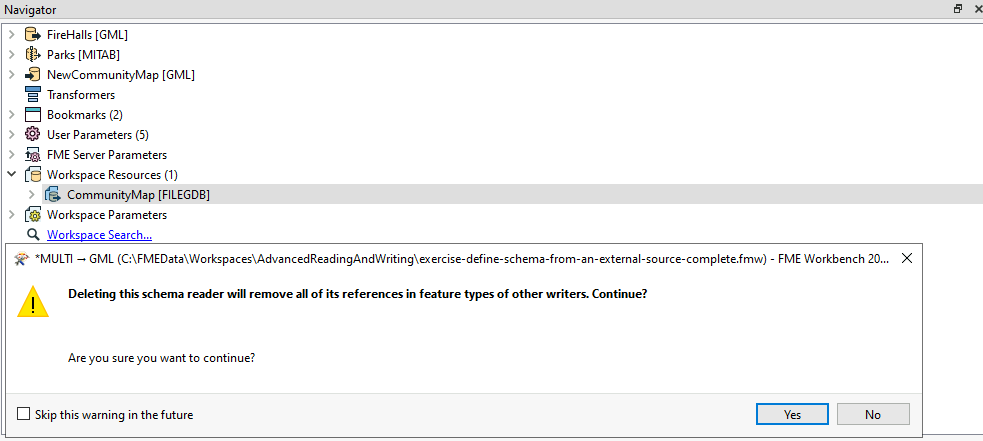 Navigator
FireHalls [GML]
Parks [MITAB]
NewCommunityMap [GML]
Transformers
Bookmarks (2)
User Parameters (5)
FME Server Parameters
Workspace Resources (1)
CommunityMap [FILEGDB]
Workspace Parameters
Workspace Search...
*MULTI → GML (C:\FMEData\Workspaces\AdvancedReadingAndWriting\exercise-define-schema-from-an-external-source-complete.fmw) - FME Workbench 20...
Deleting this schema reader will remove all of its references in feature types of other writers. Continue?
Are you sure you want to continue?
Skip this warning in the future
Yes No